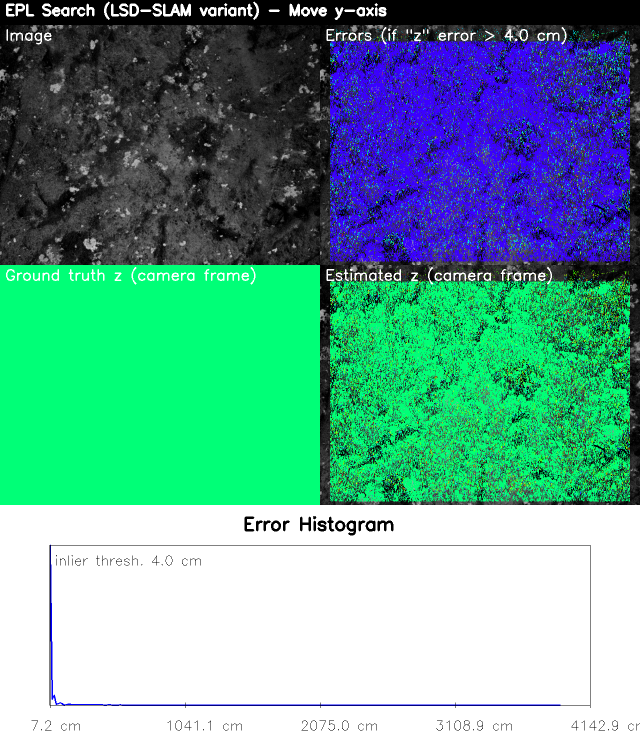 EPL Search (LSD-SLAM variant) - Move y-axis
Image
Errors (if "z" error > 4.0 cm)
Ground truth z (camera frame)
Estimated z (camera frame)
Error Histogram
inlier thresh. 4.0 cm
7.2 cm 1041.1 cm 2075.0 cm 3108.9 cm 4142.9 cm